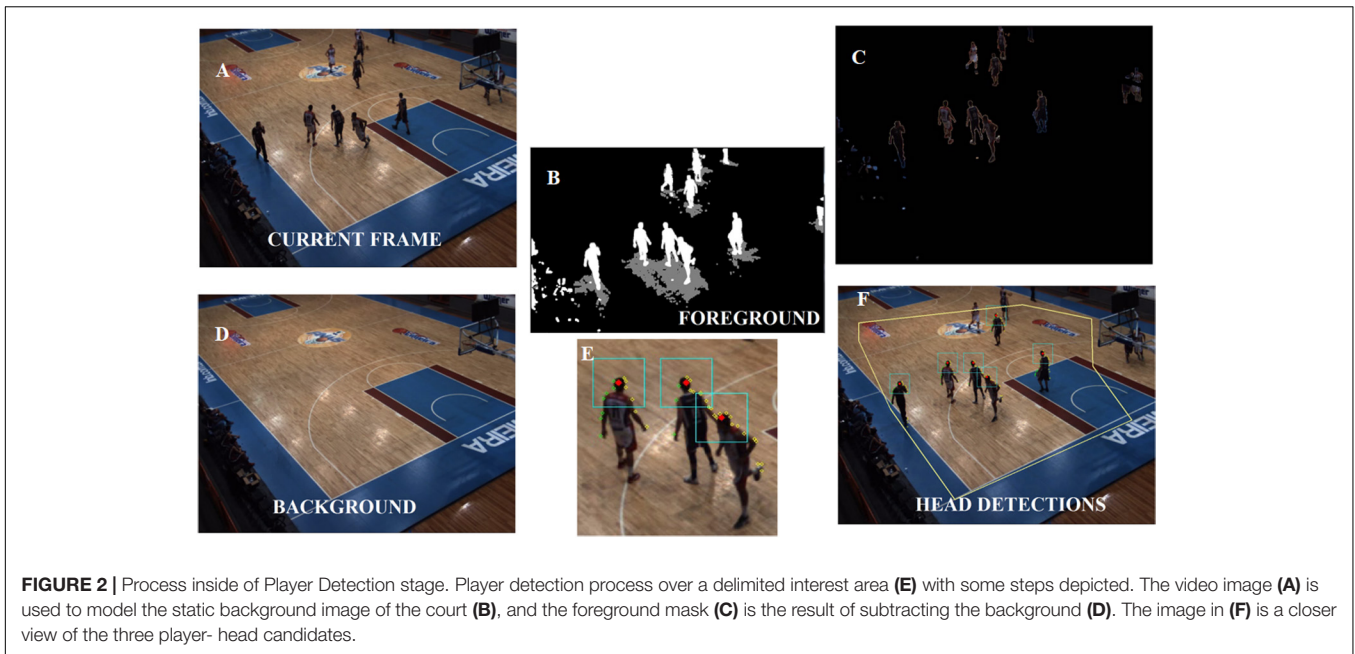 A
CURRENT FRAME
MEIRA
B
FOREGROUND
C
D
BACKGROUND
MEIRA
E
F
HEAD DETECTIONS
MEIRA
FIGURE 2 | Process inside of Player Detection stage. Player detection process over a delimited interest area (E) with some steps depicted. The video image (A) is
used to model the static background image of the court (B), and the foreground mask (C) is the result of subtracting the background (D). The image in (F) is a closer
view of the three player- head candidates.